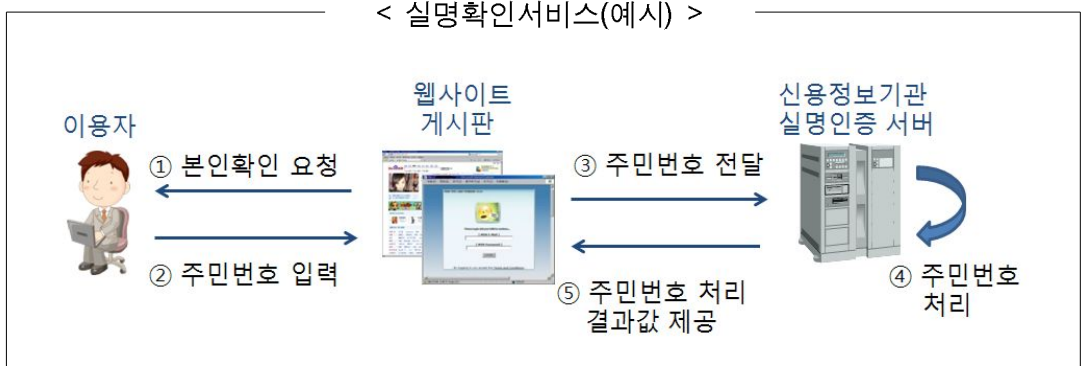 < 실명확인서비스(예시) >
이용자
웹사이트
게시판
신용정보기관
실명인증 서버
① 본인확인 요청
② 주민번호 입력
③ 주민번호 전달
④ 주민번호
처리
⑤ 주민번호 처리
결과값 제공